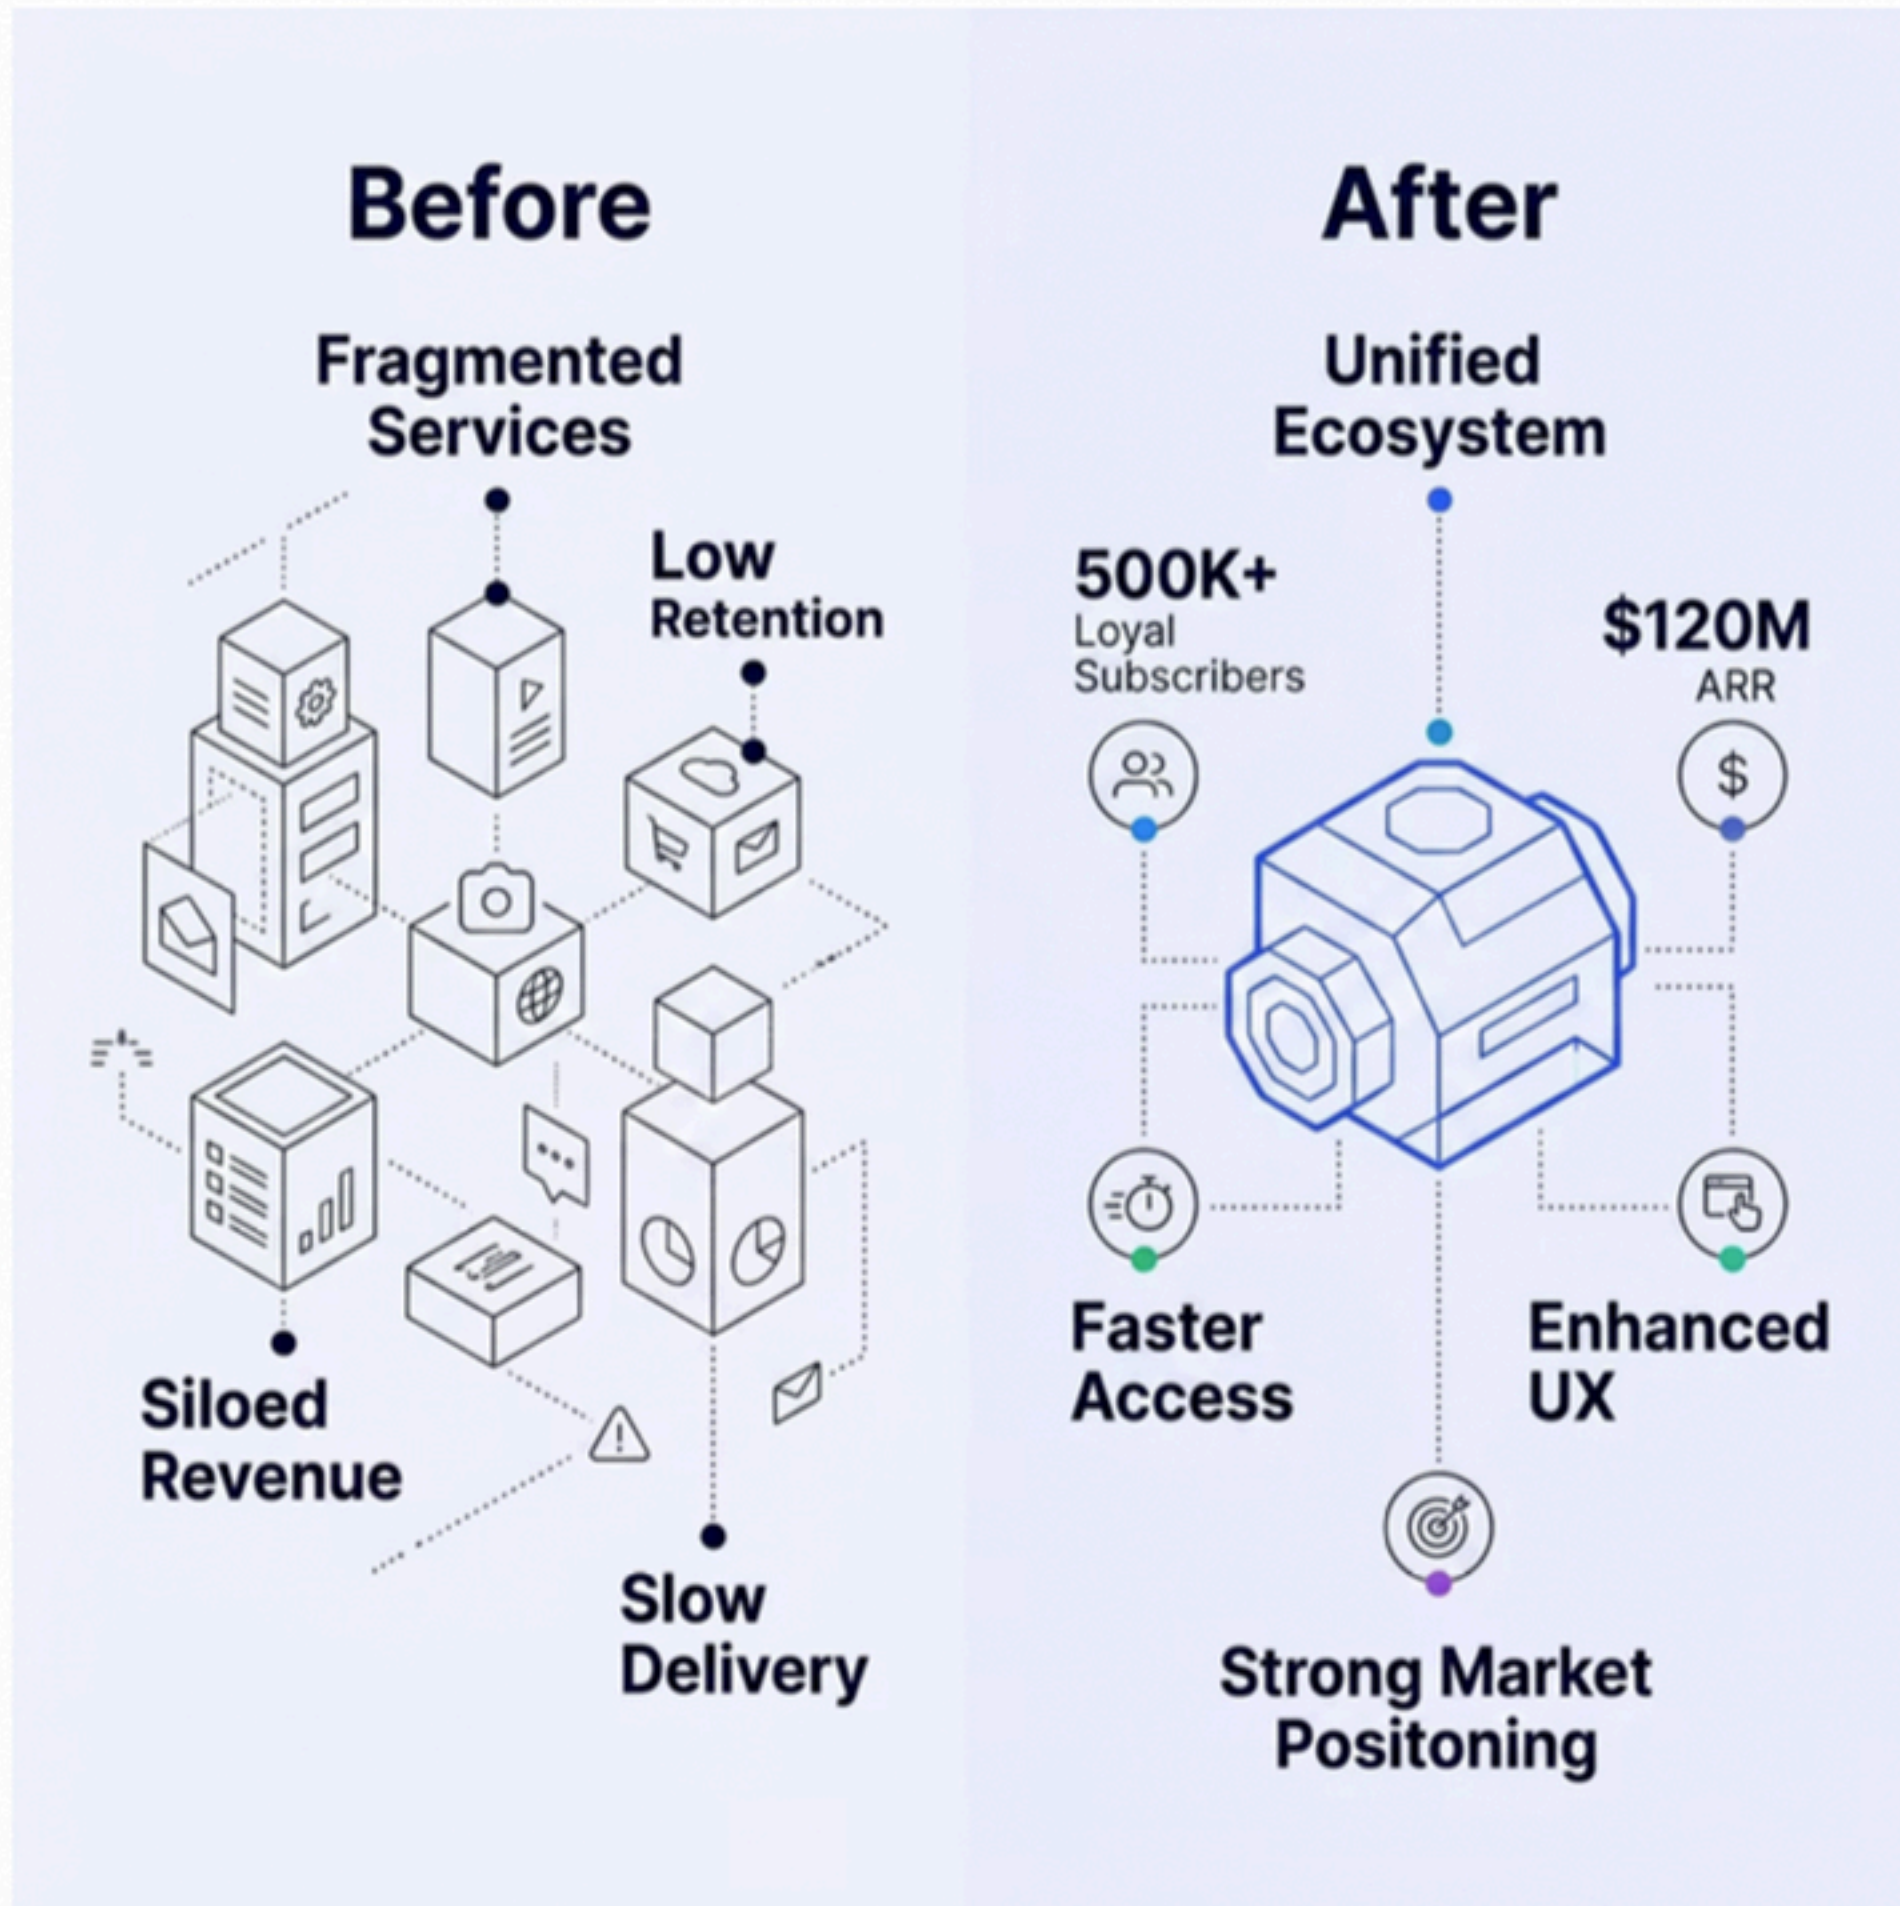 Before
Fragmented
Services
Low
Retention
Siloed
Revenue
Slow
Delivery
After
Unified
Ecosystem
500K+
Loyal
Subscribers
$120M
ARR
$
Faster
Access
Enhanced
UX
Strong Market
Positoning